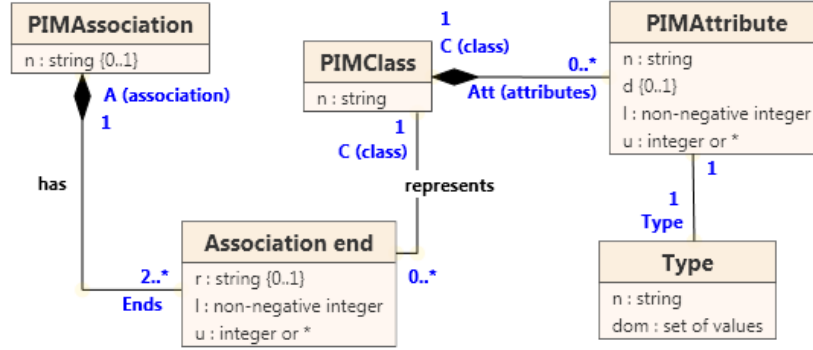 PIMAssociation
n : string {0..1}
A (association)
1
has
2..*
Ends
Association end
r : string {0..1}
l : non-negative integer
u : integer or *
0..*
represents
1
C (class)
PIMClass
n : string
1
C (class)
0..*
Att (attributes)
PIMAttribute
n : string
d {0..1}
l : non-negative integer
u : integer or *
1
1
Type
Type
n : string
dom : set of values